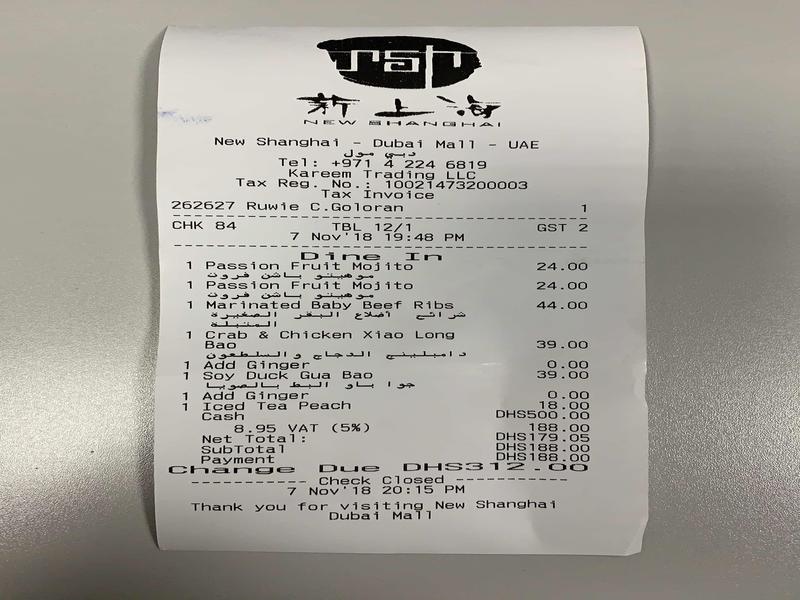 新上海
NEW SHANGHAI
New Shanghai - Dubai Mall - UAE
دبي مول
Tel: +971 4 224 6819
Kareem Trading LLC
Tax Reg. No.: 10021473200003
Tax Invoice
262627 Ruwie C.Goloran 1
CHK 84 TBL 12/1 GST 2
7 Nov'18 19:48 PM
Dine In
1 Passion Fruit Mojito 24.00
موهيتو باشن فروت
1 Passion Fruit Mojito 24.00
موهيتو باشن فروت
1 Marinated Baby Beef Ribs 44.00
شرائح أضلاع البقر الصغيرة
المتبلة
1 Crab & Chicken Xiao Long
Bao 39.00
دامبلينج الدجاج والسلطعون
1 Add Ginger 0.00
1 Soy Duck Gua Bao 39.00
جوا باو البط بالصويا
1 Add Ginger 0.00
1 Iced Tea Peach 18.00
Cash DHS500.00
8.95 VAT (5%) 188.00
Net Total: DHS179.05
SubTotal DHS188.00
Payment DHS188.00
Change Due DHS312.00
------------ Check Closed ------------
7 Nov'18 20:15 PM
Thank you for visiting New Shanghai
Dubai Mall